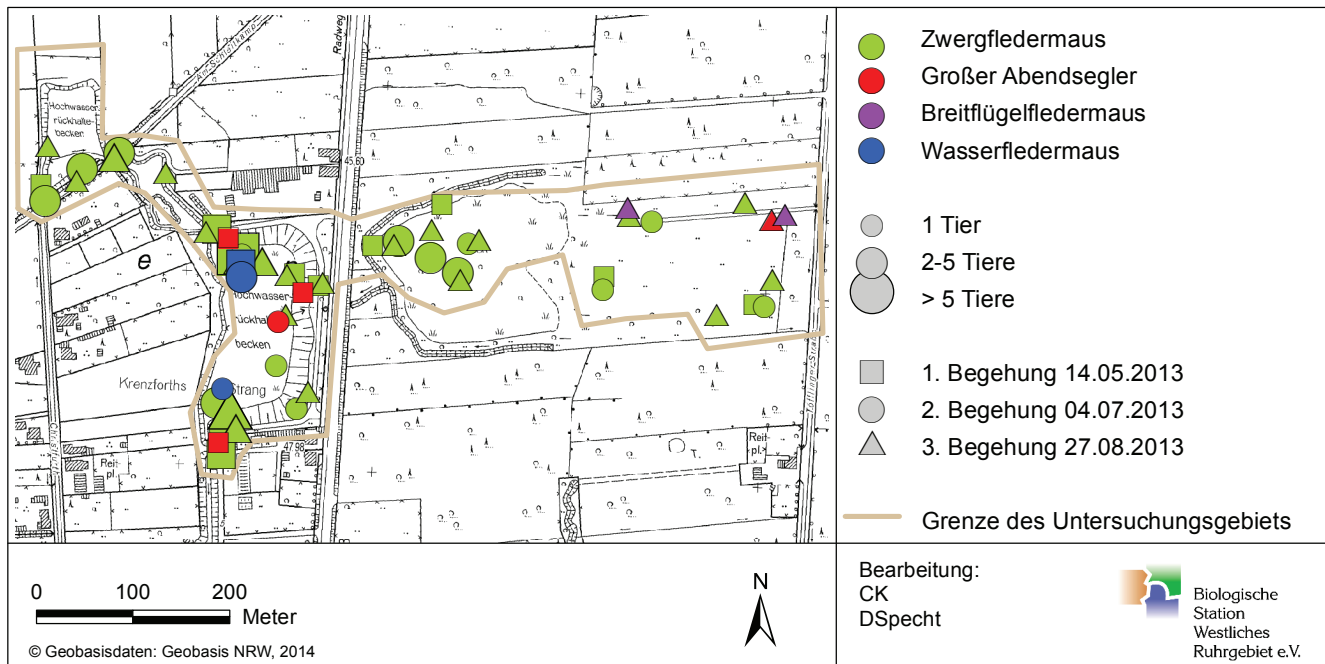 Am-Schlaitkamp
Radweg
Hochwasser-
rückhalte-
becken
45.60
e
Hochwasser-
rückhalte-
becken
Krenzforths
Strang
47.98
Reit
pl.
T.
Reit-
pl.
Zwergfledermaus
Großer Abendsegler
Breitflügelfledermaus
Wasserfledermaus
1 Tier
2-5 Tiere
> 5 Tiere
1. Begehung 14.05.2013
2. Begehung 04.07.2013
3. Begehung 27.08.2013
Grenze des Untersuchungsgebiets
0 100 200
Meter
N
© Geobasisdaten: Geobasis NRW, 2014
Bearbeitung:
CK
DSpecht
Biologische
Station
Westliches
Ruhrgebiet e.V.